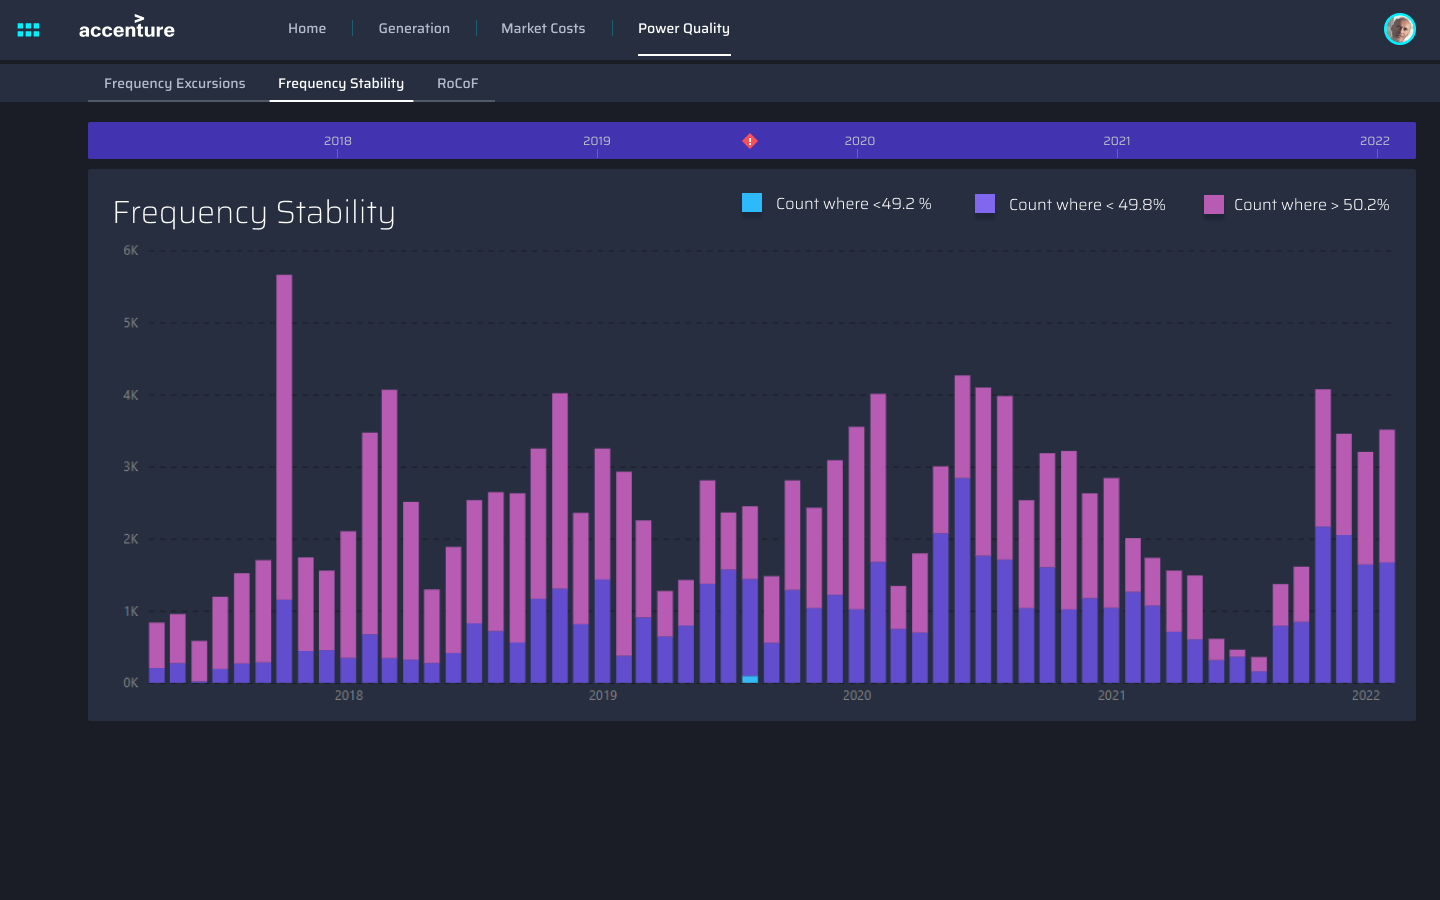 accenture
Home
Generation
Market Costs
Power Quality
Frequency Excursions
Frequency Stability
RoCoF
2018
2019
2020
2021
2022
Frequency Stability
Count where <49.2 %
Count where < 49.8%
Count where > 50.2%
6K
5K
4K
3K
2K
1K
0K
2018
2019
2020
2021
2022